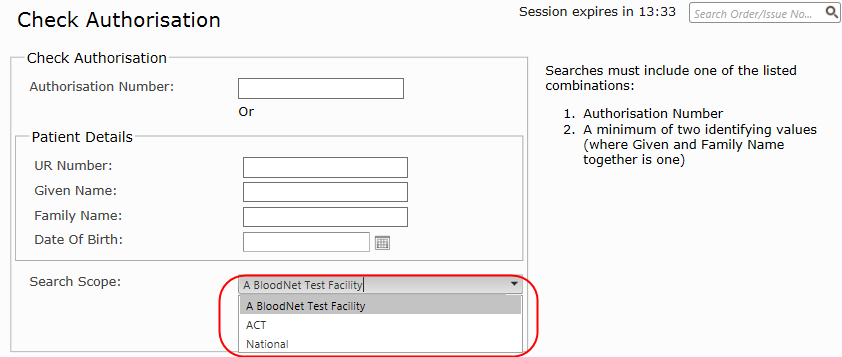 Check Authorisation
Session expires in 13:33
Search Order/Issue No...
Check Authorisation
Authorisation Number:
Or
Patient Details
UR Number:
Given Name:
Family Name:
Date Of Birth:
Search Scope:
A BloodNet Test Facility
A BloodNet Test Facility
ACT
National
Searches must include one of the listed
combinations:
1. Authorisation Number
2. A minimum of two identifying values
(where Given and Family Name
together is one)